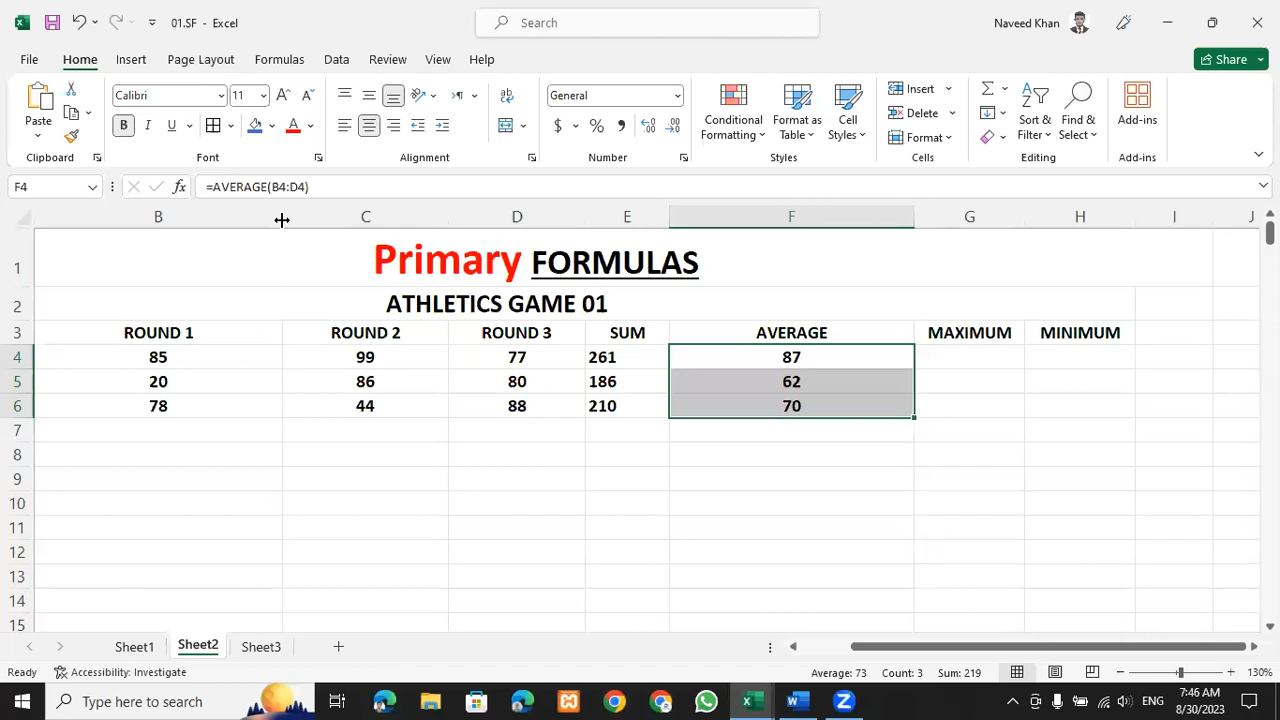 01.SF - Excel
Search
Naveed Khan
File Home Insert Page Layout Formulas Data Review View Help
Share
Paste
Calibri 11
B I U A
General
$ % ,
Conditional Formatting
Format as Table
Cell Styles
Insert
Delete
Format
Sort & Filter
Find & Select
Add-ins
Clipboard Font Alignment Number Styles Cells Editing Add-ins
F4 fx =AVERAGE(B4:D4)
B C D E F G H I J
1 Primary FORMULAS
2 ATHLETICS GAME 01
3 ROUND 1 ROUND 2 ROUND 3 SUM AVERAGE MAXIMUM MINIMUM
4 85 99 77 261 87
5 20 86 80 186 62
6 78 44 88 210 70
7
8
9
10
11
12
13
14
15
Sheet1 Sheet2 Sheet3
Ready Accessibility: Investigate Average: 73 Count: 3 Sum: 219 130%
Type here to search
ENG
7:46 AM
8/30/2023